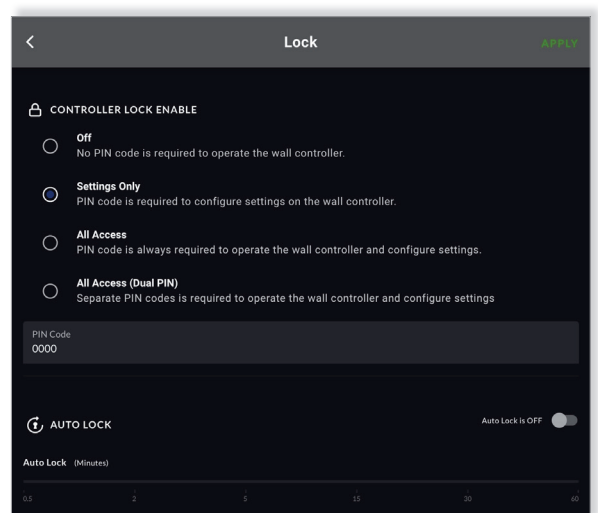 Lock
APPLY
CONTROLLER LOCK ENABLE
Off
No PIN code is required to operate the wall controller.
Settings Only
PIN code is required to configure settings on the wall controller.
All Access
PIN code is always required to operate the wall controller and configure settings.
All Access (Dual PIN)
Separate PIN codes is required to operate the wall controller and configure settings
PIN Code
0000
AUTO LOCK
Auto Lock is OFF
Auto Lock (Minutes)
0.5 2 5 15 30 60